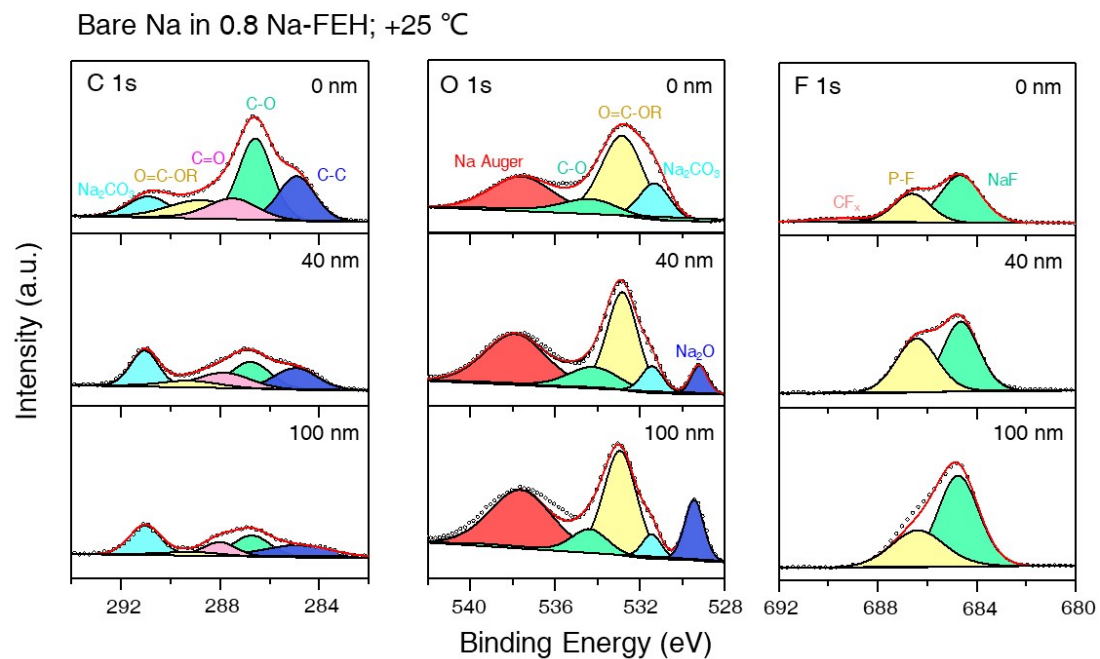 Bare Na in 0.8 Na-FEH; +25 ℃
C 1s
0 nm
C-O
C=O
O=C-OR
Na₂CO₃
C-C
40 nm
100 nm
292 288 284
O 1s
0 nm
O=C-OR
Na Auger
C-O
Na₂CO₃
40 nm
Na₂O
100 nm
540 536 532 528
F 1s
0 nm
P-F
NaF
CFₓ
40 nm
100 nm
692 688 684 680
Intensity (a.u.)
Binding Energy (eV)